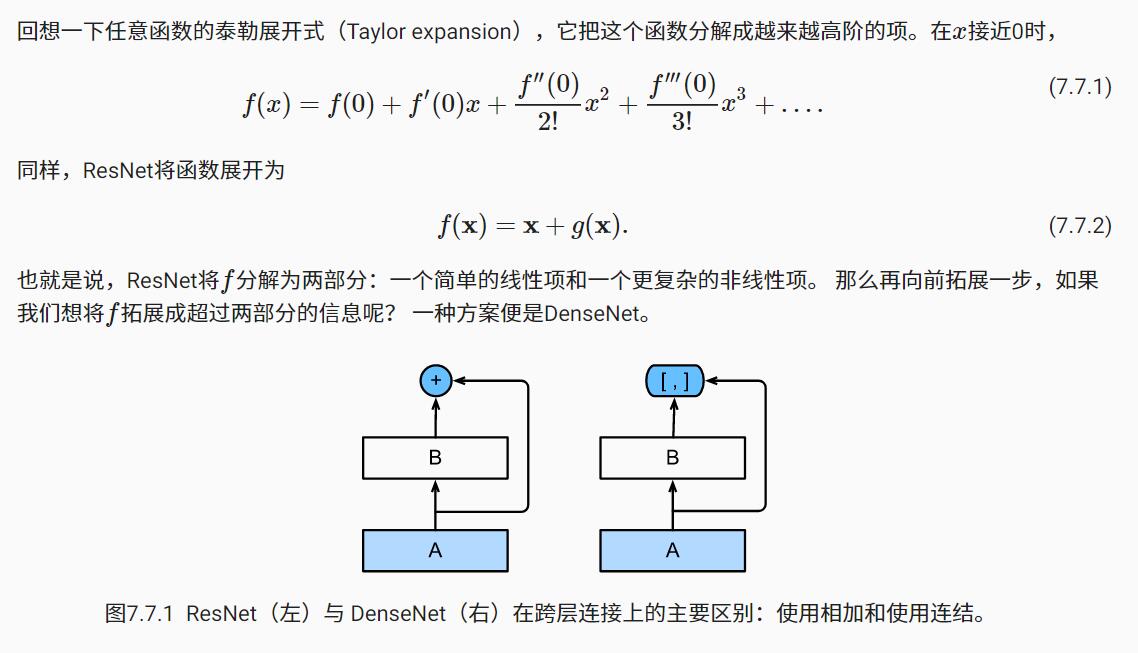 回想一下任意函数的泰勒展开式（Taylor expansion），它把这个函数分解成越来越高阶的项。在x接近0时，
f(x) = f(0) + f′(0)x + f″(0)/2! x² + f‴(0)/3! x³ + …. (7.7.1)
同样，ResNet将函数展开为
f(x) = x + g(x). (7.7.2)
也就是说，ResNet将f分解为两部分：一个简单的线性项和一个更复杂的非线性项。 那么再向前拓展一步，如果
我们想将f拓展成超过两部分的信息呢？ 一种方案便是DenseNet。
+ [ , ]
B B
A A
图7.7.1 ResNet（左）与 DenseNet（右）在跨层连接上的主要区别：使用相加和使用连结。